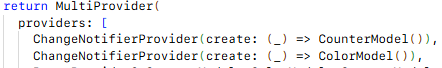 return MultiProvider(
providers: [
ChangeNotifierProvider(create: (_) => CounterModel()),
ChangeNotifierProvider(create: (_) => ColorModel()),